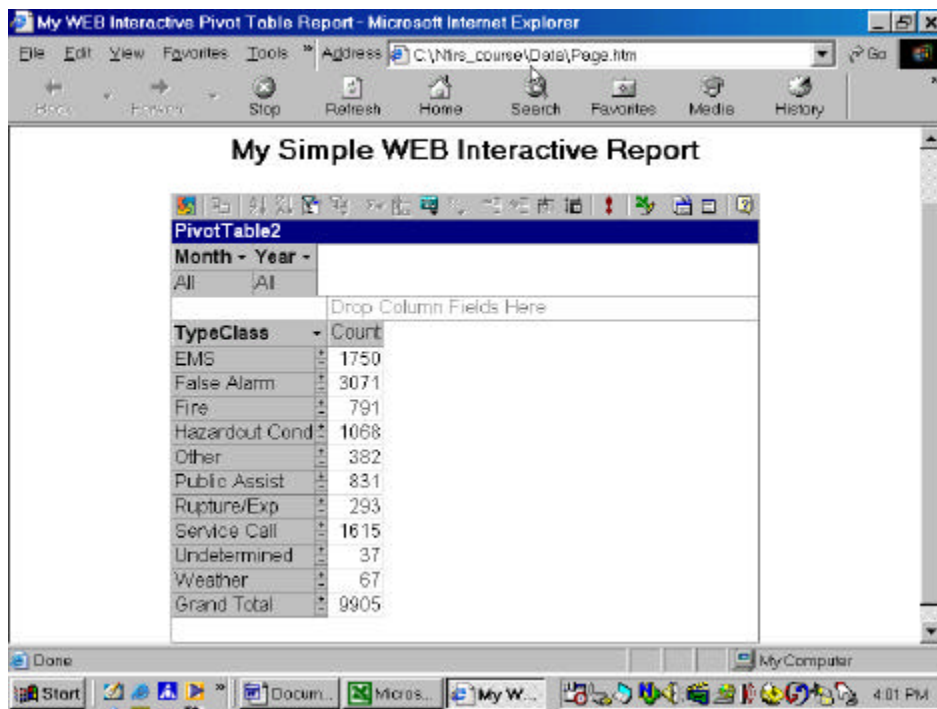 My WEB Interactive Pivot Table Report - Microsoft Internet Explorer
File Edit View Favorites Tools » Address C:\Nfirs_course\Data\Page.htm Go
Back Forward Stop Refresh Home Search Favorites Media History
My Simple WEB Interactive Report
PivotTable2
Month Year
All All
Drop Column Fields Here
TypeClass Count
EMS 1750
False Alarm 3071
Fire 791
Hazardout Cond 1068
Other 382
Public Assist 831
Rupture/Exp 293
Service Call 1615
Undetermined 37
Weather 67
Grand Total 9905
Done My Computer
Start » Docum... Micros... My W... 4:01 PM